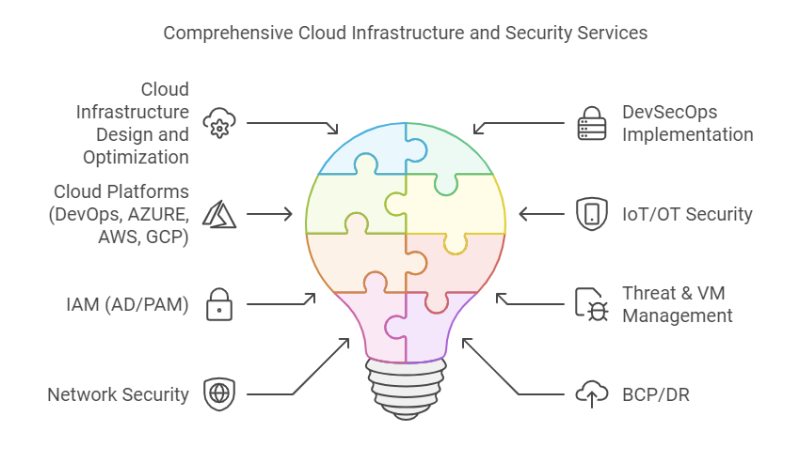 Comprehensive Cloud Infrastructure and Security Services
Cloud
Infrastructure
Design and
Optimization
Cloud Platforms
(DevOps, AZURE,
AWS, GCP)
IAM (AD/PAM)
Network Security
DevSecOps
Implementation
IoT/OT Security
Threat & VM
Management
BCP/DR